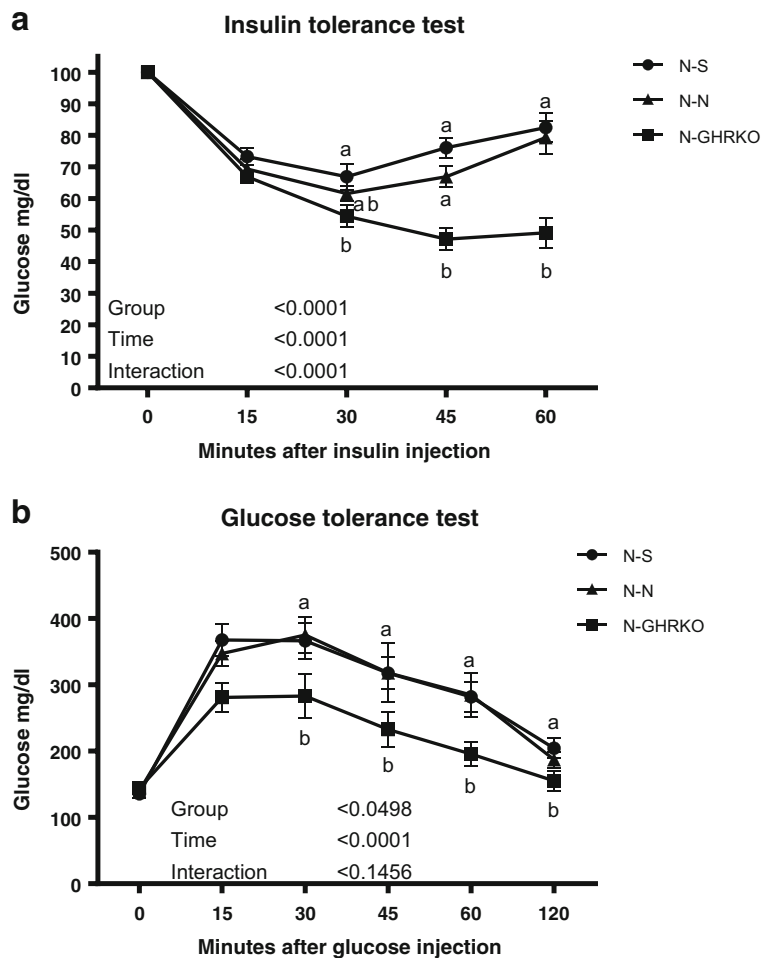 a
Insulin tolerance test
N-S
N-N
N-GHRKO
Glucose mg/dl
100
90
80
70
60
50
40
30
20
10
0
a
a
a
ab
a
b
b
b
Group <0.0001
Time <0.0001
Interaction <0.0001
0 15 30 45 60
Minutes after insulin injection
b
Glucose tolerance test
N-S
N-N
N-GHRKO
Glucose mg/dl
500
400
300
200
100
0
a
a
a
a
b
b
b
b
Group <0.0498
Time <0.0001
Interaction <0.1456
0 15 30 45 60 120
Minutes after glucose injection